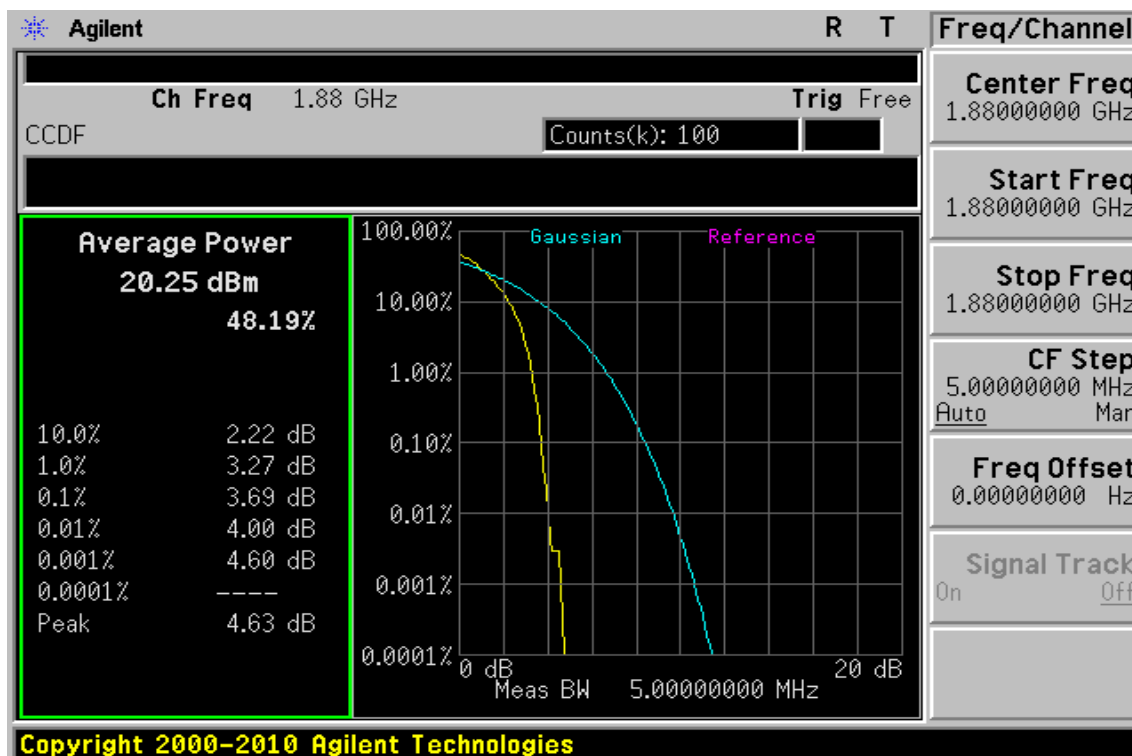 Agilent R T
Ch Freq 1.88 GHz Trig Free
CCDF Counts(k): 100
Average Power
20.25 dBm
48.19%
10.0% 2.22 dB
1.0% 3.27 dB
0.1% 3.69 dB
0.01% 4.00 dB
0.001% 4.60 dB
0.0001% ----
Peak 4.63 dB
Gaussian Reference
100.00%
10.00%
1.00%
0.10%
0.01%
0.001%
0.0001%
0 dB 20 dB
Meas BW 5.00000000 MHz
Freq/Channel
Center Freq
1.88000000 GHz
Start Freq
1.88000000 GHz
Stop Freq
1.88000000 GHz
CF Step
5.00000000 MHz
Auto Man
Freq Offset
0.00000000 Hz
Signal Track
On Off
Copyright 2000-2010 Agilent Technologies